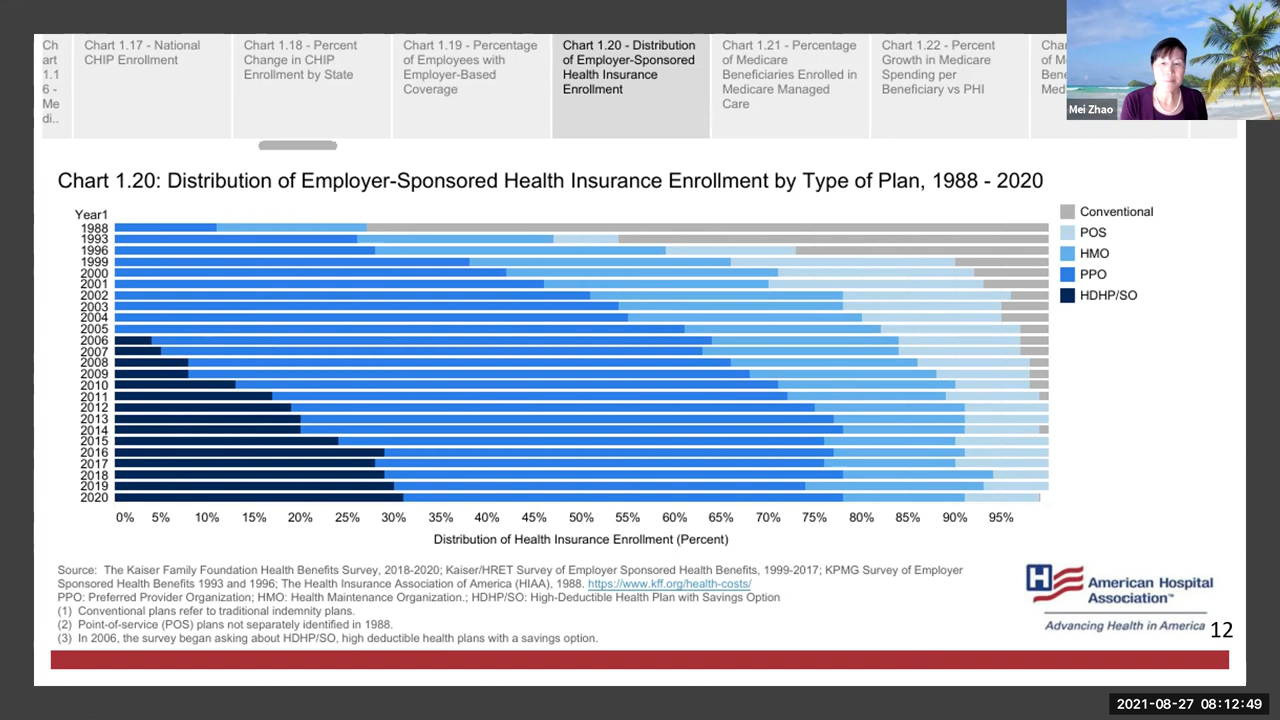 Ch
art
1.1
6 -
Me
di..
Chart 1.17 - National
CHIP Enrollment
Chart 1.18 - Percent
Change in CHIP
Enrollment by State
Chart 1.19 - Percentage
of Employees with
Employer-Based
Coverage
Chart 1.20 - Distribution
of Employer-Sponsored
Health Insurance
Enrollment
Chart 1.21 - Percentage
of Medicare
Beneficiaries Enrolled in
Medicare Managed
Care
Chart 1.22 - Percent
Growth in Medicare
Spending per
Beneficiary vs PHI
Char
of M
Bene
Med
Mei Zhao
Chart 1.20: Distribution of Employer-Sponsored Health Insurance Enrollment by Type of Plan, 1988 - 2020
Year1
1988
1993
1996
1999
2000
2001
2002
2003
2004
2005
2006
2007
2008
2009
2010
2011
2012
2013
2014
2015
2016
2017
2018
2019
2020
0% 5% 10% 15% 20% 25% 30% 35% 40% 45% 50% 55% 60% 65% 70% 75% 80% 85% 90% 95%
Distribution of Health Insurance Enrollment (Percent)
Conventional
POS
HMO
PPO
HDHP/SO
Source: The Kaiser Family Foundation Health Benefits Survey, 2018-2020; Kaiser/HRET Survey of Employer Sponsored Health Benefits, 1999-2017; KPMG Survey of Employer
Sponsored Health Benefits 1993 and 1996; The Health Insurance Association of America (HIAA), 1988. https://www.kff.org/health-costs/
PPO: Preferred Provider Organization; HMO: Health Maintenance Organization.; HDHP/SO: High-Deductible Health Plan with Savings Option
(1) Conventional plans refer to traditional indemnity plans.
(2) Point-of-service (POS) plans not separately identified in 1988.
(3) In 2006, the survey began asking about HDHP/SO, high deductible health plans with a savings option.
H
American Hospital
Association™
Advancing Health in America
12
2021-08-27 08:12:49